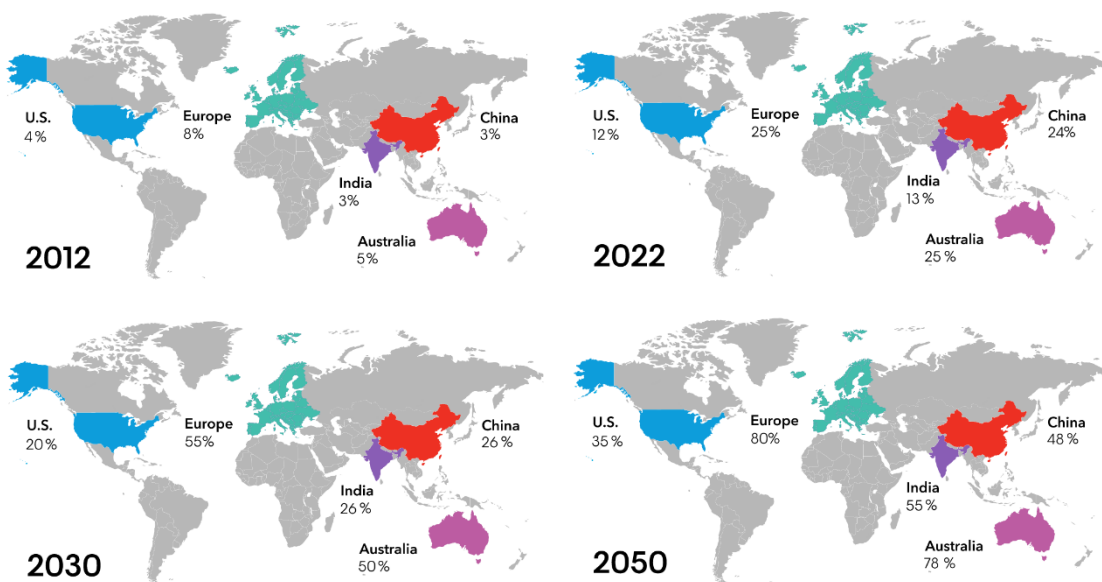 U.S.
4%
Europe
8%
China
3%
India
3%
Australia
5%
2012
U.S.
12%
Europe
25%
China
24%
India
13%
Australia
25%
2022
U.S.
20%
Europe
55%
China
26%
India
26%
Australia
50%
2030
U.S.
35%
Europe
80%
China
48%
India
55%
Australia
78%
2050